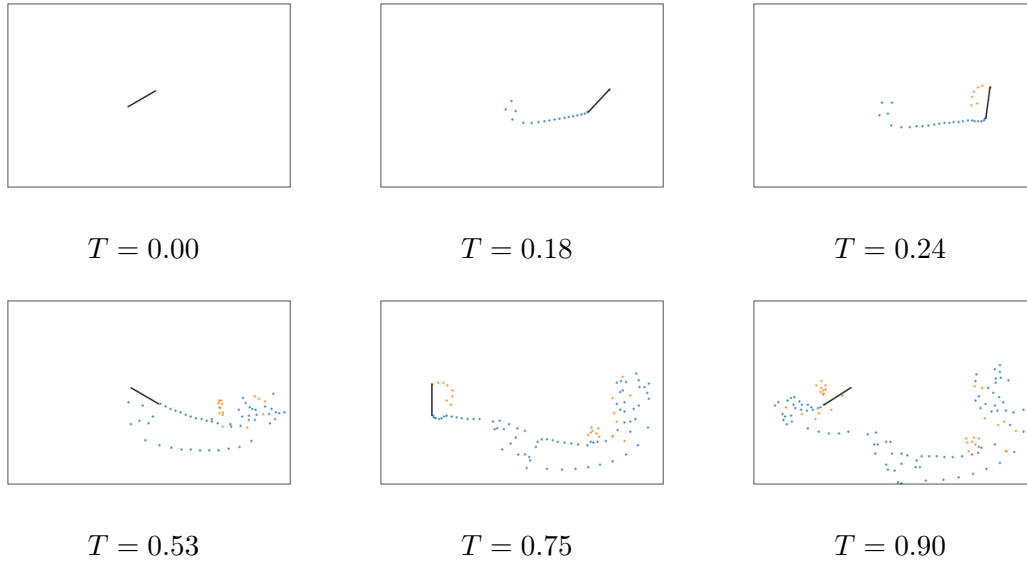 T = 0.00
T = 0.18
T = 0.24
T = 0.53
T = 0.75
T = 0.90